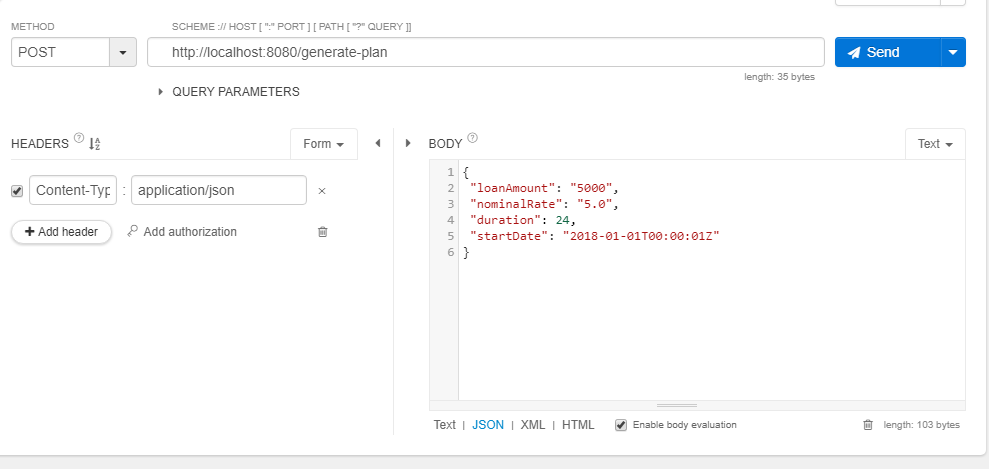 METHOD
SCHEME :// HOST [ ":" PORT ] [ PATH [ "?" QUERY ]]
POST
http://localhost:8080/generate-plan
Send
length: 35 bytes
QUERY PARAMETERS
HEADERS ? A Z
Form
BODY ?
Text
Content-Typ : application/json ×
+ Add header
Add authorization
1 {
2 "loanAmount": "5000",
3 "nominalRate": "5.0",
4 "duration": 24,
5 "startDate": "2018-01-01T00:00:01Z"
6 }
Text | JSON | XML | HTML
Enable body evaluation
length: 103 bytes